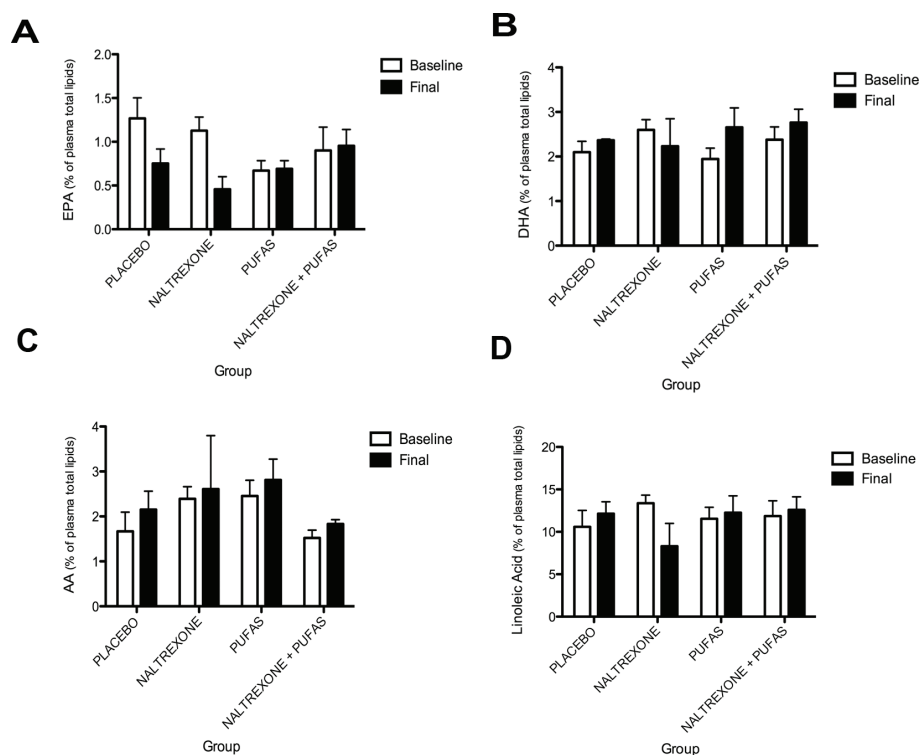 A
EPA (% of plasma total lipids)
2.0
1.5
1.0
0.5
0.0
Baseline
Final
PLACEBO
NALTREXONE
PUFAS
NALTREXONE + PUFAS
Group
B
DHA (% of plasma total lipids)
4
3
2
1
0
Baseline
Final
PLACEBO
NALTREXONE
PUFAS
NALTREXONE + PUFAS
Group
C
AA (% of plasma total lipids)
4
3
2
1
0
Baseline
Final
PLACEBO
NALTREXONE
PUFAS
NALTREXONE + PUFAS
Group
D
Linoleic Acid (% of plasma total lipids)
20
15
10
5
0
Baseline
Final
PLACEBO
NALTREXONE
PUFAS
NALTREXONE + PUFAS
Group